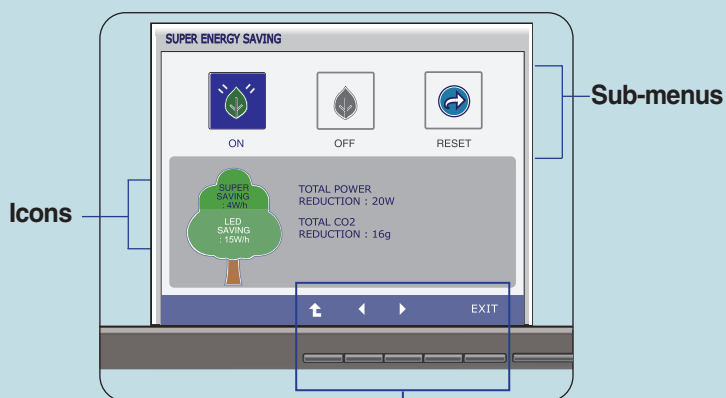 SUPER ENERGY SAVING
Sub-menus
ON
OFF
RESET
Icons
SUPER
SAVING
: 4W/h
LED
SAVING
: 15W/h
TOTAL POWER
REDUCTION : 20W
TOTAL CO2
REDUCTION : 16g
EXIT